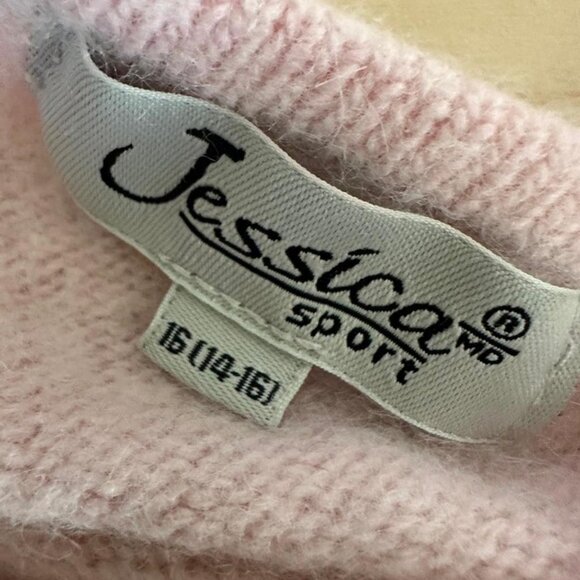 Jessica ®
MD
sport
16 (14-16)